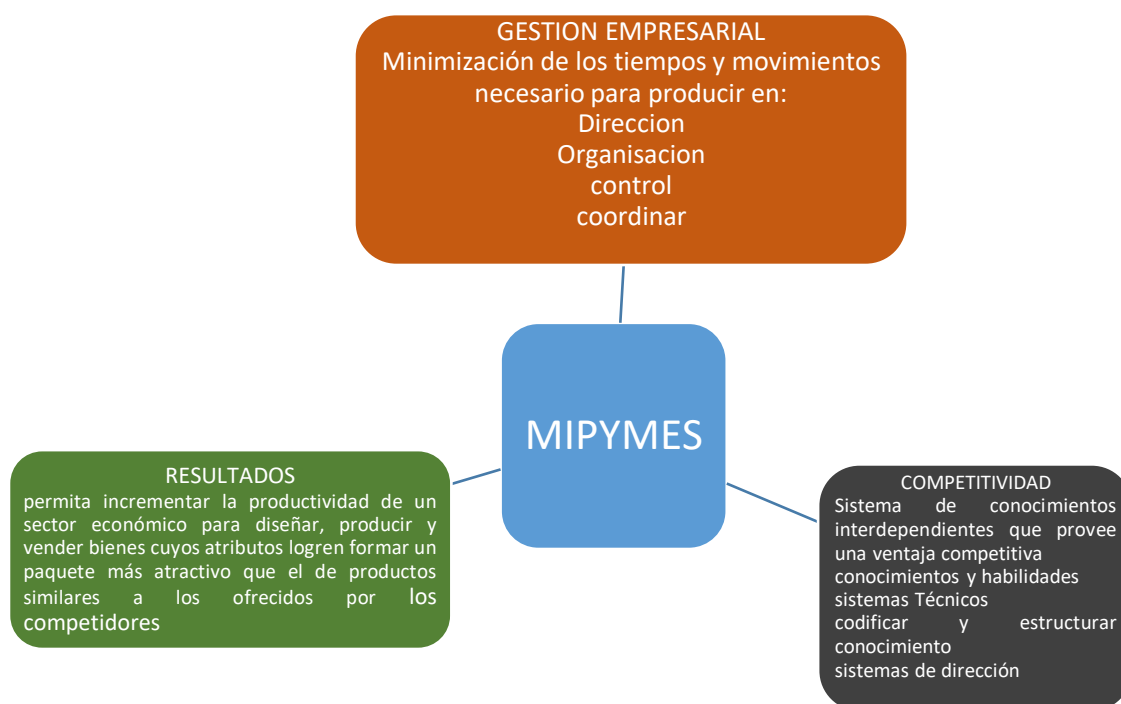 GESTION EMPRESARIAL
Minimización de los tiempos y movimientos
necesario para producir en:
Direccion
Organisacion
control
coordinar
MIPYMES
RESULTADOS
permita incrementar la productividad de un
sector económico para diseñar, producir y
vender bienes cuyos atributos logren formar un
paquete más atractivo que el de productos
similares a los ofrecidos por los
competidores
COMPETITIVIDAD
Sistema de conocimientos
interdependientes que provee
una ventaja competitiva
conocimientos y habilidades
sistemas Técnicos
codificar y estructurar
conocimiento
sistemas de dirección